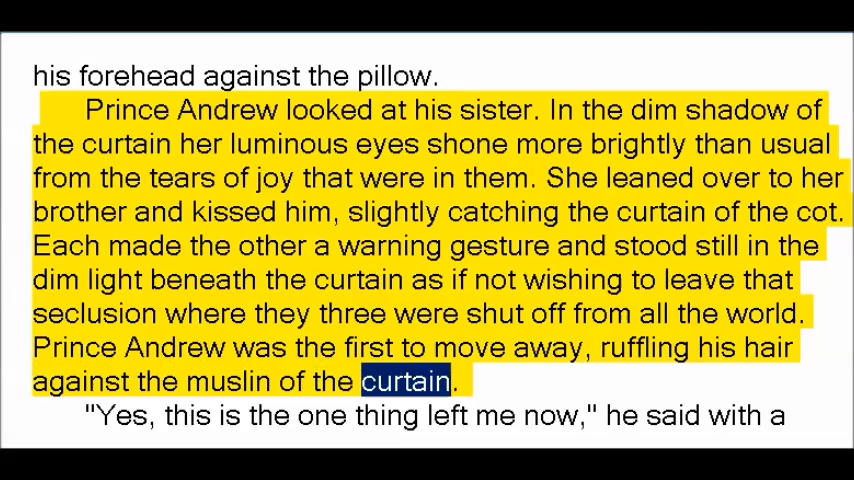 his forehead against the pillow.
Prince Andrew looked at his sister. In the dim shadow of
the curtain her luminous eyes shone more brightly than usual
from the tears of joy that were in them. She leaned over to her
brother and kissed him, slightly catching the curtain of the cot.
Each made the other a warning gesture and stood still in the
dim light beneath the curtain as if not wishing to leave that
seclusion where they three were shut off from all the world.
Prince Andrew was the first to move away, ruffling his hair
against the muslin of the curtain.
"Yes, this is the one thing left me now," he said with a